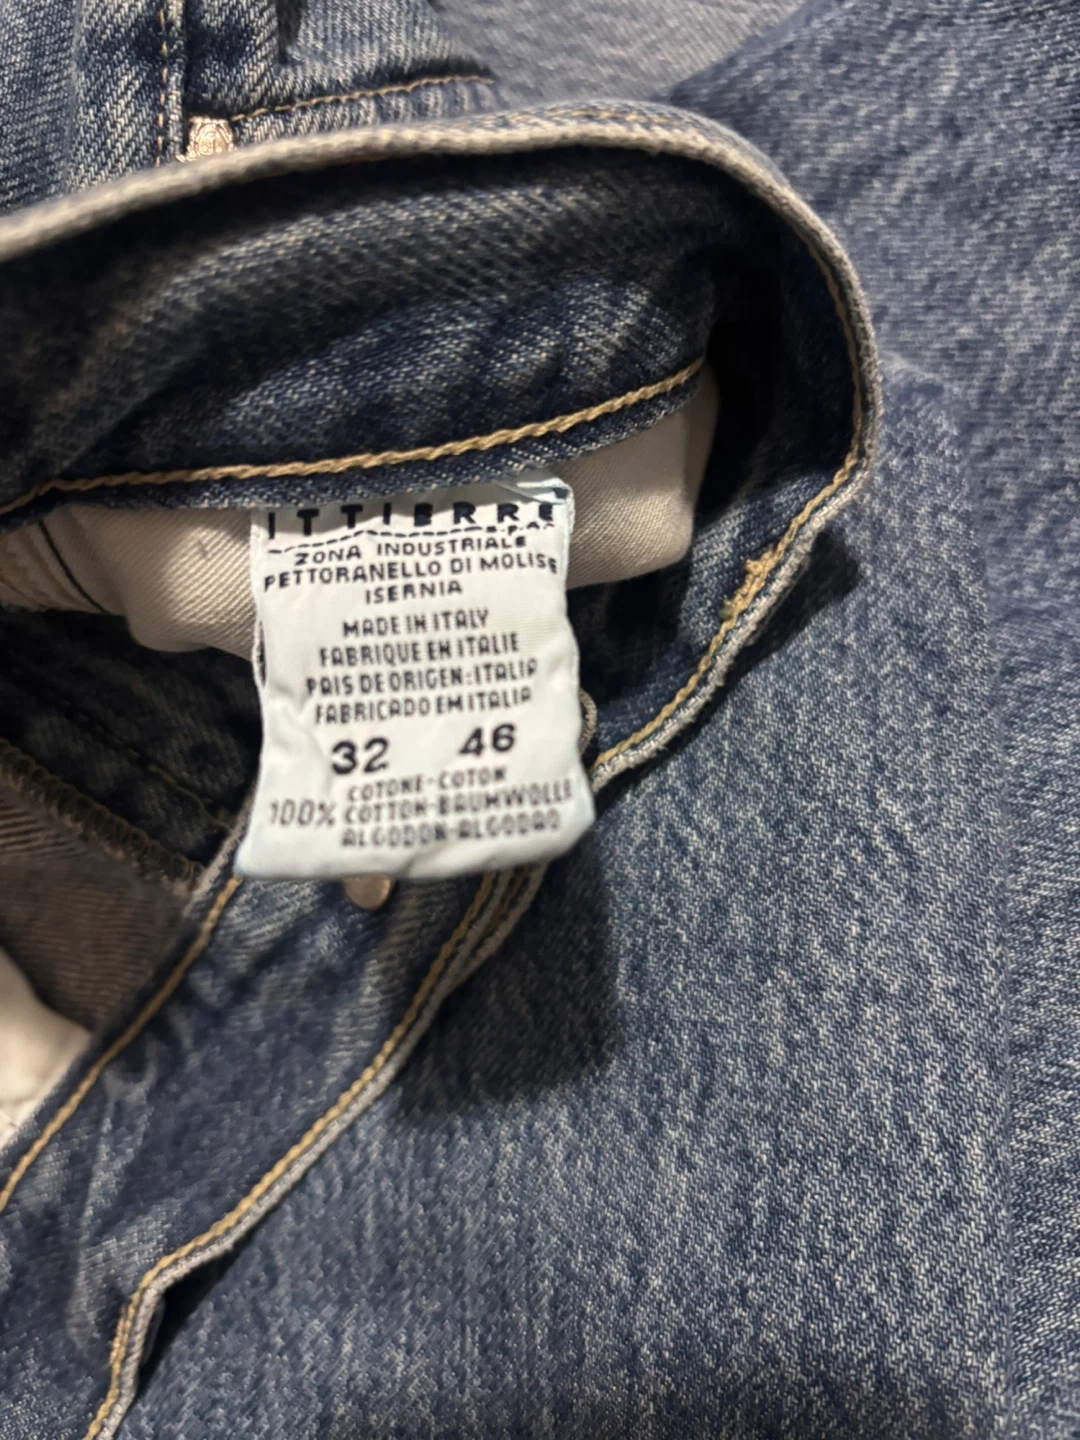 ITTIERRE
S.P.A.
ZONA INDUSTRIALE
PETTORANELLO DI MOLISE
ISERNIA
MADE IN ITALY
FABRIQUE EN ITALIE
PAIS DE ORIGEN:ITALIA
FABRICADO EM ITALIA
32 46
COTONE-COTON
100% COTTON-BAUMWOLLE
ALGODON-ALGODAO